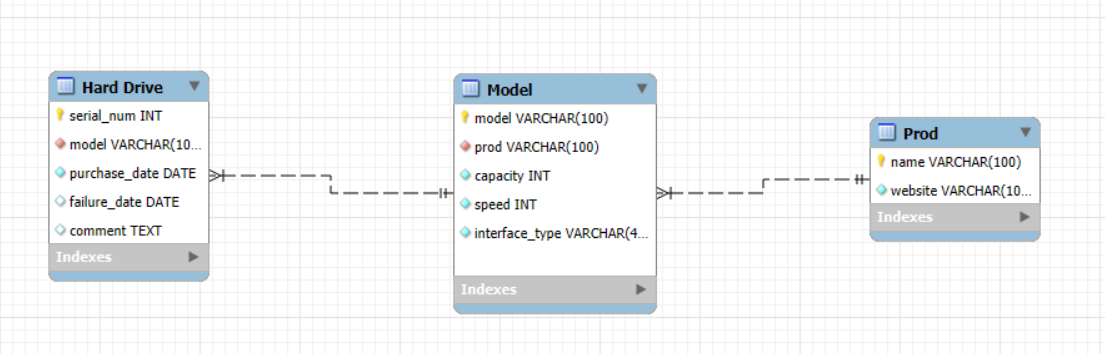 Hard Drive
serial_num INT
model VARCHAR(10...
purchase_date DATE
failure_date DATE
comment TEXT
Indexes
Model
model VARCHAR(100)
prod VARCHAR(100)
capacity INT
speed INT
interface_type VARCHAR(4...
Indexes
Prod
name VARCHAR(100)
website VARCHAR(10...
Indexes